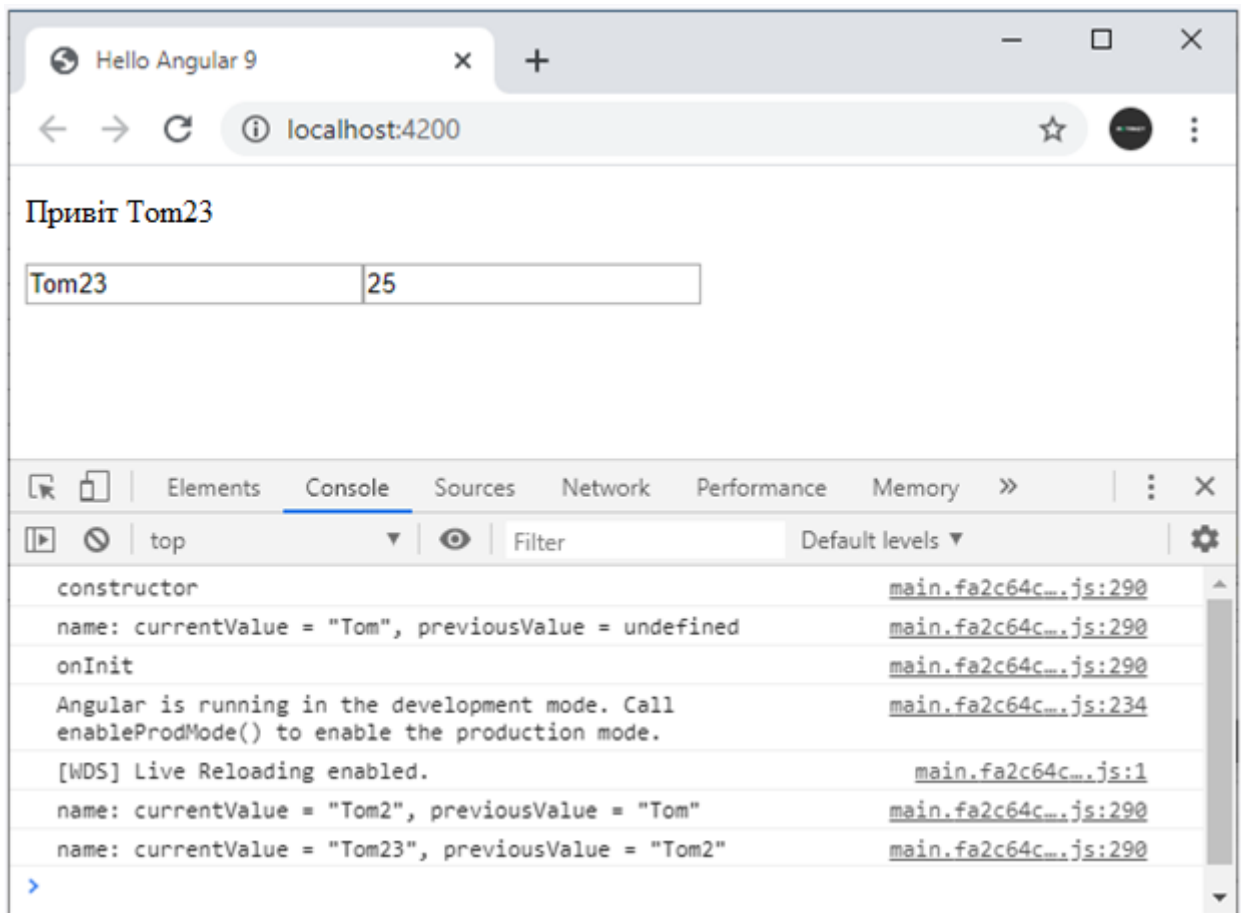 Hello Angular 9
localhost:4200
Привіт Tom23
Tom23 25
Elements Console Sources Network Performance Memory
top Filter Default levels
constructor main.fa2c64c….js:290
name: currentValue = "Tom", previousValue = undefined main.fa2c64c….js:290
onInit main.fa2c64c….js:290
Angular is running in the development mode. Call main.fa2c64c….js:234
enableProdMode() to enable the production mode.
[WDS] Live Reloading enabled. main.fa2c64c….js:1
name: currentValue = "Tom2", previousValue = "Tom" main.fa2c64c….js:290
name: currentValue = "Tom23", previousValue = "Tom2" main.fa2c64c….js:290